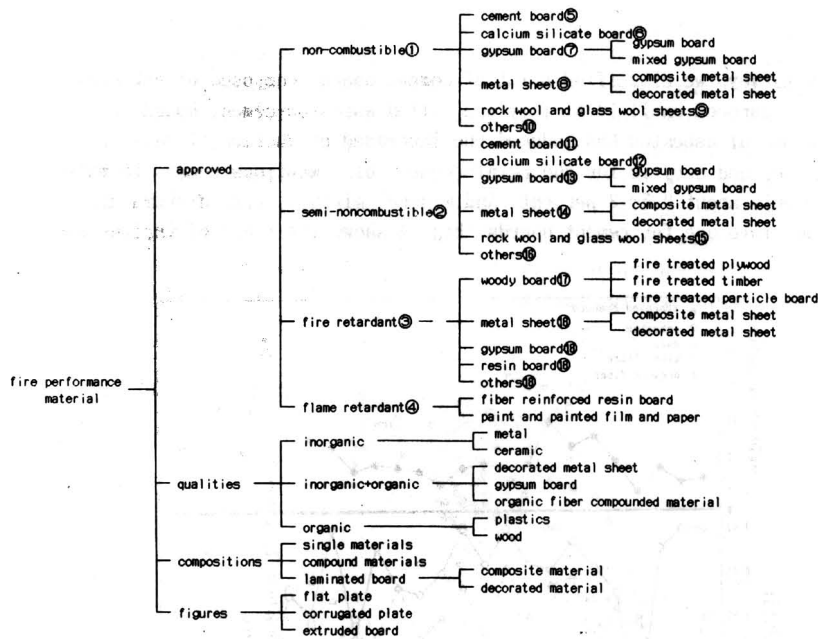 cement board⑤
calcium silicate board⑥
non-combustible①
gypsum board⑦
gypsum board
mixed gypsum board
metal sheet⑧
composite metal sheet
decorated metal sheet
rock wool and glass wool sheets⑨
others⑩
cement board⑪
approved
calcium silicate board⑫
gypsum board⑬
gypsum board
mixed gypsum board
semi-noncombustible②
metal sheet⑭
composite metal sheet
decorated metal sheet
rock wool and glass wool sheets⑮
others⑯
woody board⑰
fire treated plywood
fire treated timber
fire treated particle board
fire retardant③
metal sheet⑱
composite metal sheet
decorated metal sheet
gypsum board⑱
resin board⑱
others⑱
fire performance
material
flame retardant④
fiber reinforced resin board
paint and painted film and paper
inorganic
metal
ceramic
qualities
inorganic+organic
decorated metal sheet
gypsum board
organic fiber compounded material
organic
plastics
wood
compositions
single materials
compound materials
laminated board
composite material
decorated material
figures
flat plate
corrugated plate
extruded board